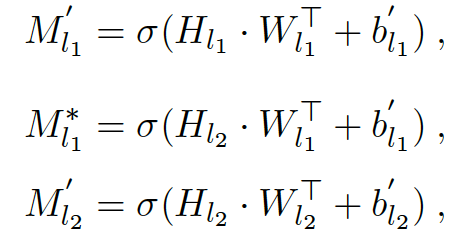 M′_{l_1} = σ(H_{l_1} · W_{l_1}^⊤ + b′_{l_1}) ,
M*_{l_1} = σ(H_{l_2} · W_{l_1}^⊤ + b′_{l_1}) ,
M′_{l_2} = σ(H_{l_2} · W_{l_2}^⊤ + b′_{l_2}) ,